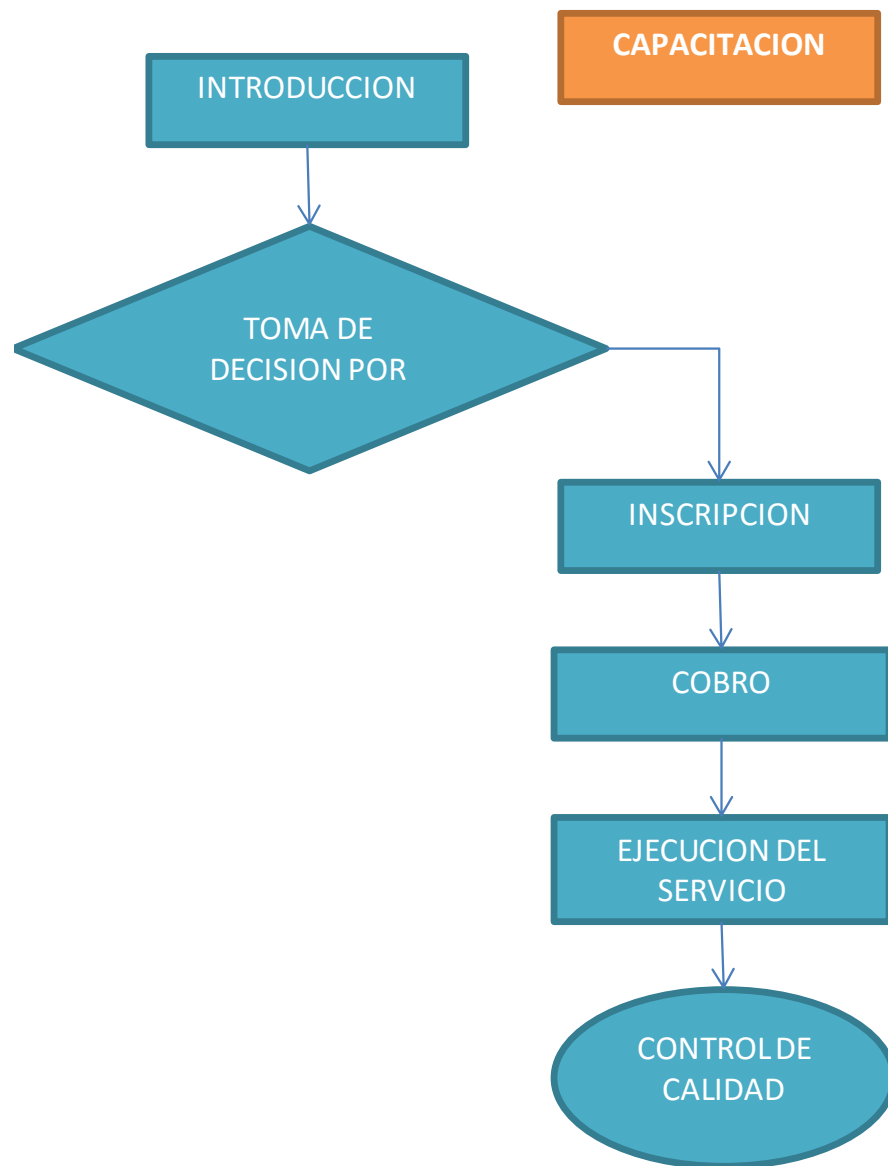 CAPACITACION
INTRODUCCION
TOMA DE
DECISION POR
INSCRIPCION
COBRO
EJECUCION DEL
SERVICIO
CONTROL DE
CALIDAD